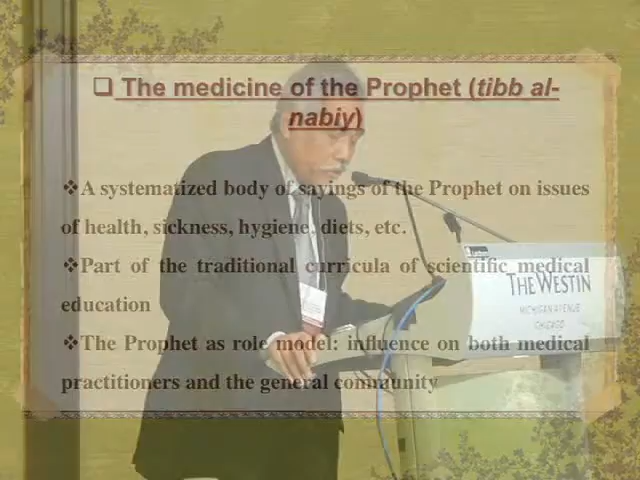 ❑ The medicine of the Prophet (tibb al-
nabiy)
❖A systematized body of sayings of the Prophet on issues
of health, sickness, hygiene, diets, etc.
❖Part of the traditional curricula of scientific medical
education
❖The Prophet as role model: influence on both medical
practitioners and the general community
THE WESTIN
MICHIGAN AVENUE
CHICAGO